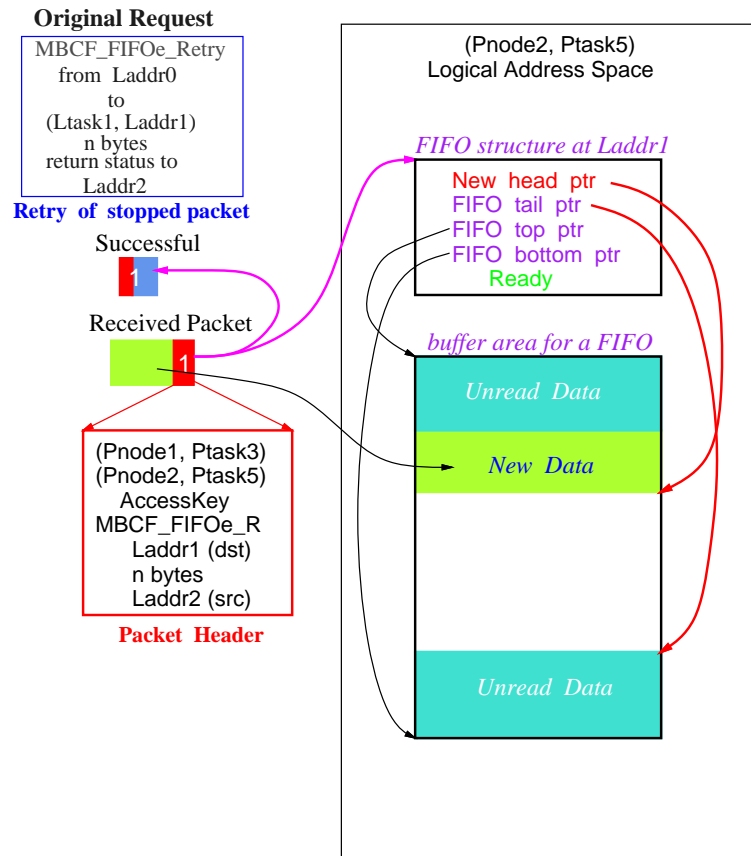 Original Request
MBCF_FIFOe_Retry
from Laddr0
to
(Ltask1, Laddr1)
n bytes
return status to
Laddr2
Retry of stopped packet
Successful
1
Received Packet
1
(Pnode1, Ptask3)
(Pnode2, Ptask5)
AccessKey
MBCF_FIFOe_R
Laddr1 (dst)
n bytes
Laddr2 (src)
Packet Header
(Pnode2, Ptask5)
Logical Address Space
FIFO structure at Laddr1
New head ptr
FIFO tail ptr
FIFO top ptr
FIFO bottom ptr
Ready
buffer area for a FIFO
Unread Data
New Data
Unread Data